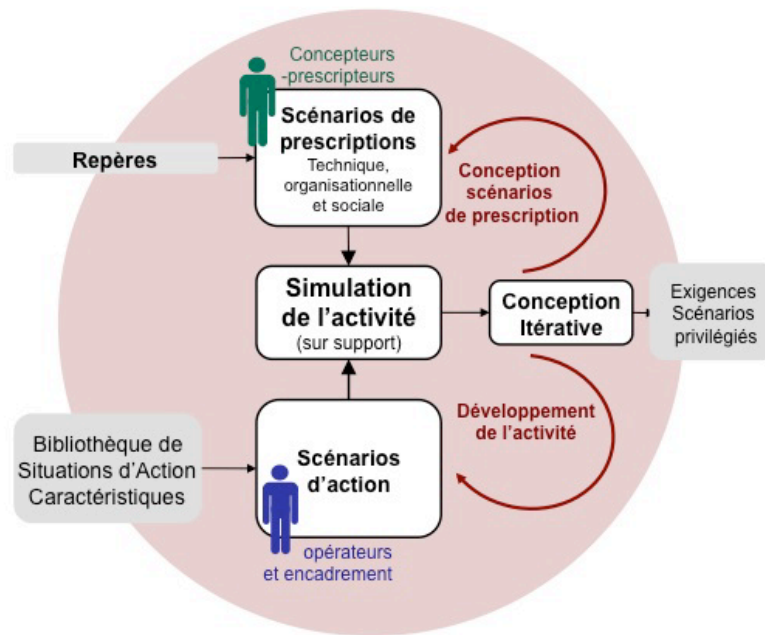 Concepteurs
-prescripteurs
Scénarios de
prescriptions
Technique,
organisationnelle
et sociale
Repères
Conception
scénarios
de prescription
Simulation
de l'activité
(sur support)
Conception
Itérative
Exigences
Scénarios
privilégiés
Développement
de l'activité
Bibliothèque de
Situations d'Action
Caractéristiques
Scénarios
d'action
opérateurs
et encadrement